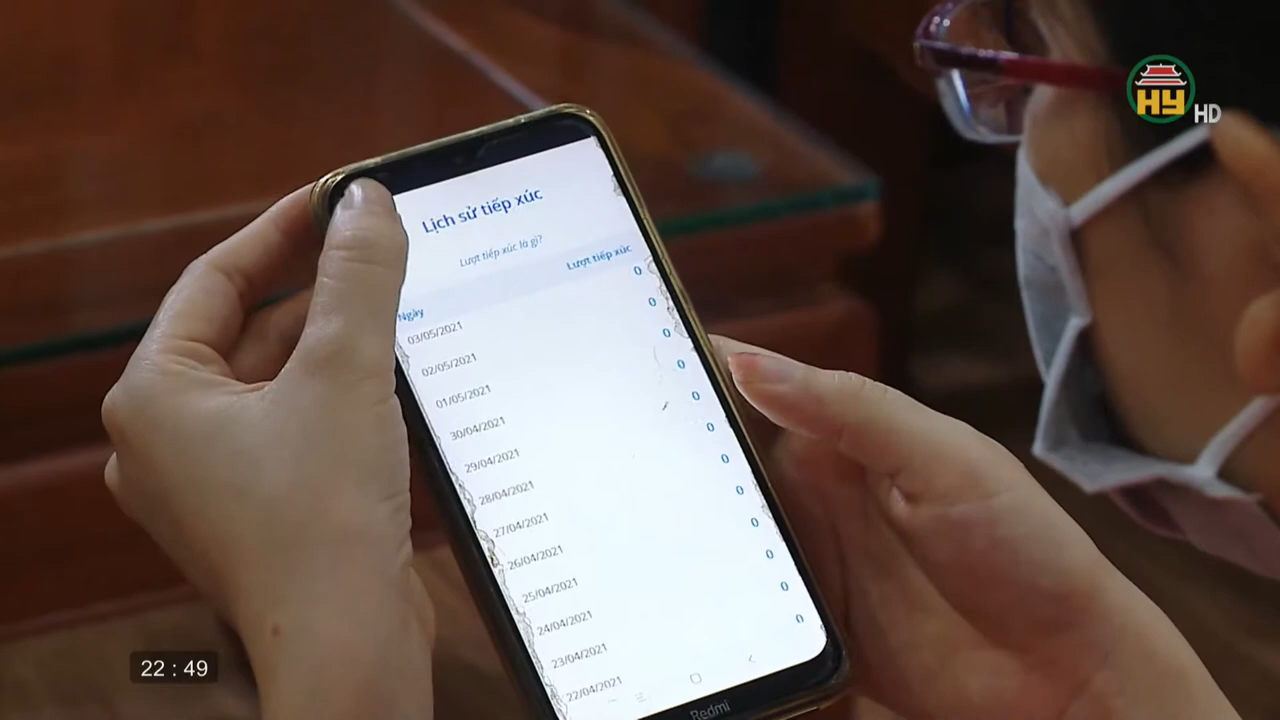 HY HD
Lịch sử tiếp xúc
Lượt tiếp xúc là gì?
Ngày Lượt tiếp xúc
03/05/2021 0
02/05/2021 0
01/05/2021 0
30/04/2021 0
29/04/2021 0
28/04/2021 0
27/04/2021 0
26/04/2021 0
25/04/2021 0
24/04/2021 0
23/04/2021 0
22/04/2021 0
Redmi
22 : 49